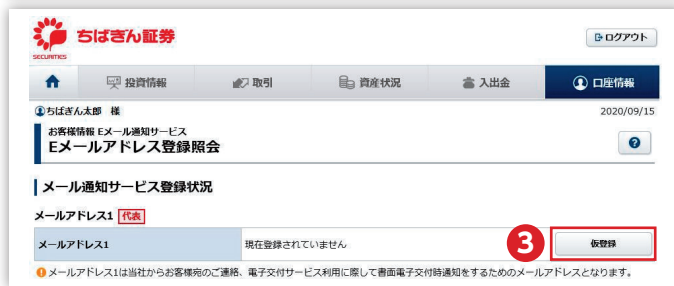 ちばぎん証券
SECURITIES
ログアウト
投資情報
取引
資産状況
入出金
口座情報
ちばぎん太郎 様
2020/09/15
お客様情報 Eメール通知サービス
Eメールアドレス登録照会
?
メール通知サービス登録状況
メールアドレス1 代表
メールアドレス1
現在登録されていません
3
仮登録
メールアドレス1は当社からお客様宛のご連絡、電子交付サービス利用に際して書面電子交付時通知をするためのメールアドレスとなります。